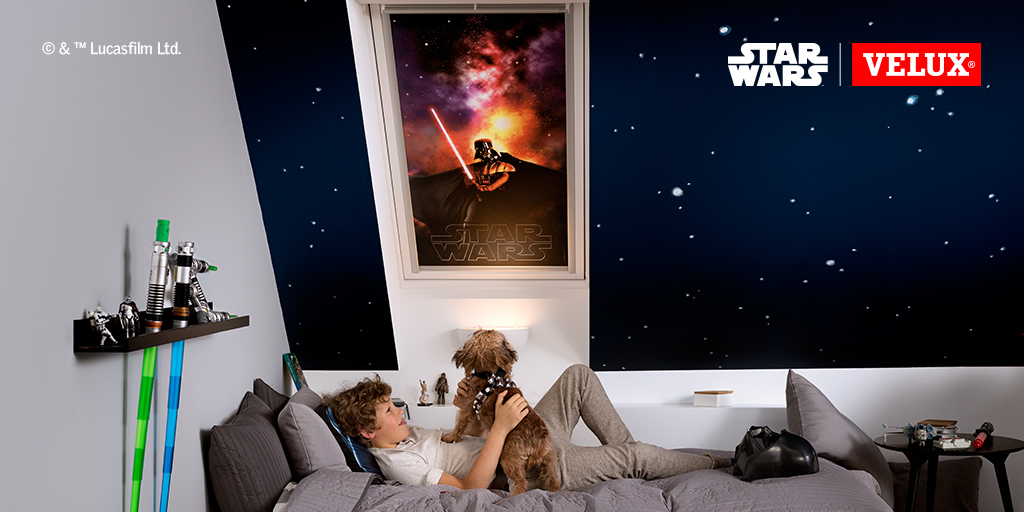 © & ™ Lucasfilm Ltd.
STAR
WARS
VELUX®
STAR
WARS